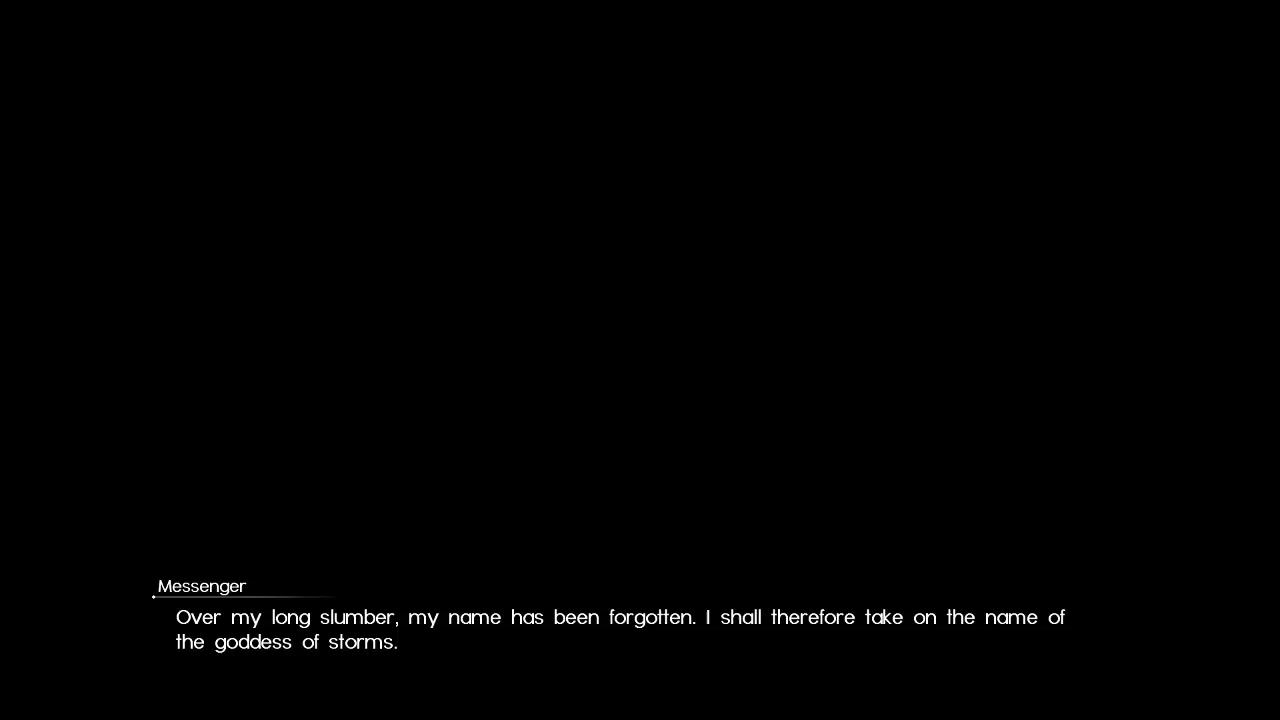 Messenger
Over my long slumber, my name has been forgotten. I shall therefore take on the name of
the goddess of storms.